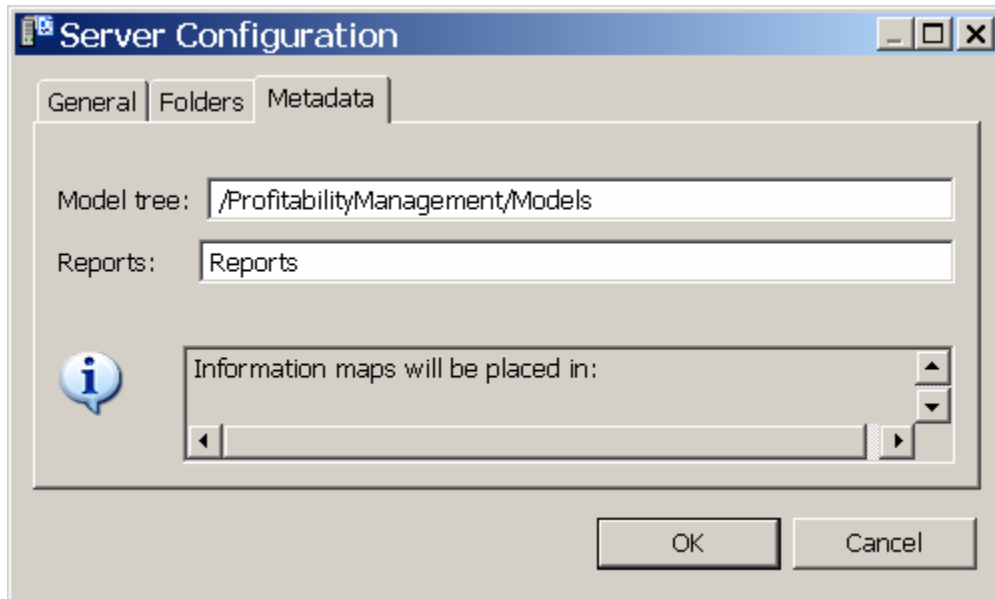 Server Configuration
General Folders Metadata
Model tree: /ProfitabilityManagement/Models
Reports: Reports
Information maps will be placed in:
OK Cancel